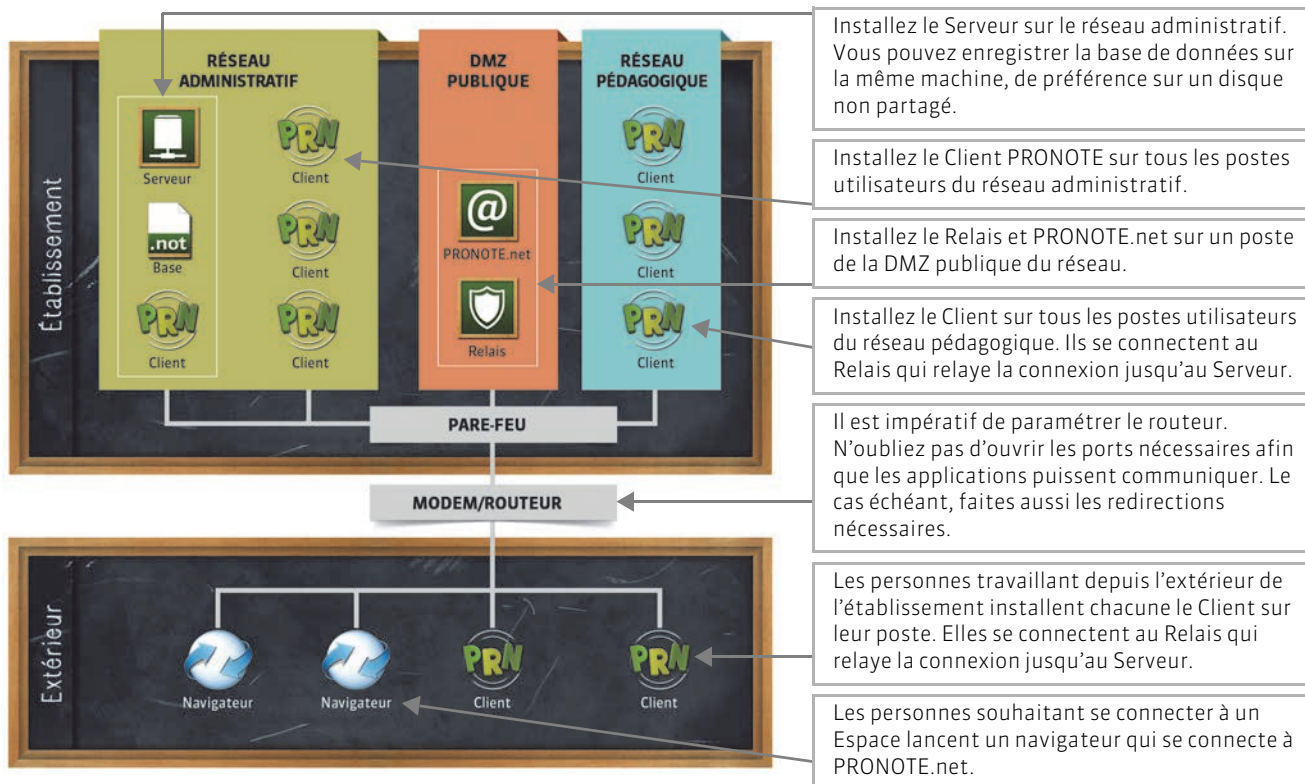 RÉSEAU
ADMINISTRATIF
DMZ
PUBLIQUE
RÉSEAU
PÉDAGOGIQUE
Établissement
Serveur
PRN
Client
PRN
Client
.not
Base
PRN
Client
@
PRONOTE.net
PRN
Client
PRN
Client
PRN
Client
Relais
PRN
Client
PARE-FEU
MODEM/ROUTEUR
Extérieur
Navigateur
Navigateur
PRN
Client
PRN
Client
Installez le Serveur sur le réseau administratif.
Vous pouvez enregistrer la base de données sur
la même machine, de préférence sur un disque
non partagé.
Installez le Client PRONOTE sur tous les postes
utilisateurs du réseau administratif.
Installez le Relais et PRONOTE.net sur un poste
de la DMZ publique du réseau.
Installez le Client sur tous les postes utilisateurs
du réseau pédagogique. Ils se connectent au
Relais qui relaye la connexion jusqu’au Serveur.
Il est impératif de paramétrer le routeur.
N’oubliez pas d’ouvrir les ports nécessaires afin
que les applications puissent communiquer. Le
cas échéant, faites aussi les redirections
nécessaires.
Les personnes travaillant depuis l’extérieur de
l’établissement installent chacune le Client sur
leur poste. Elles se connectent au Relais qui
relaye la connexion jusqu’au Serveur.
Les personnes souhaitant se connecter à un
Espace lancent un navigateur qui se connecte à
PRONOTE.net.